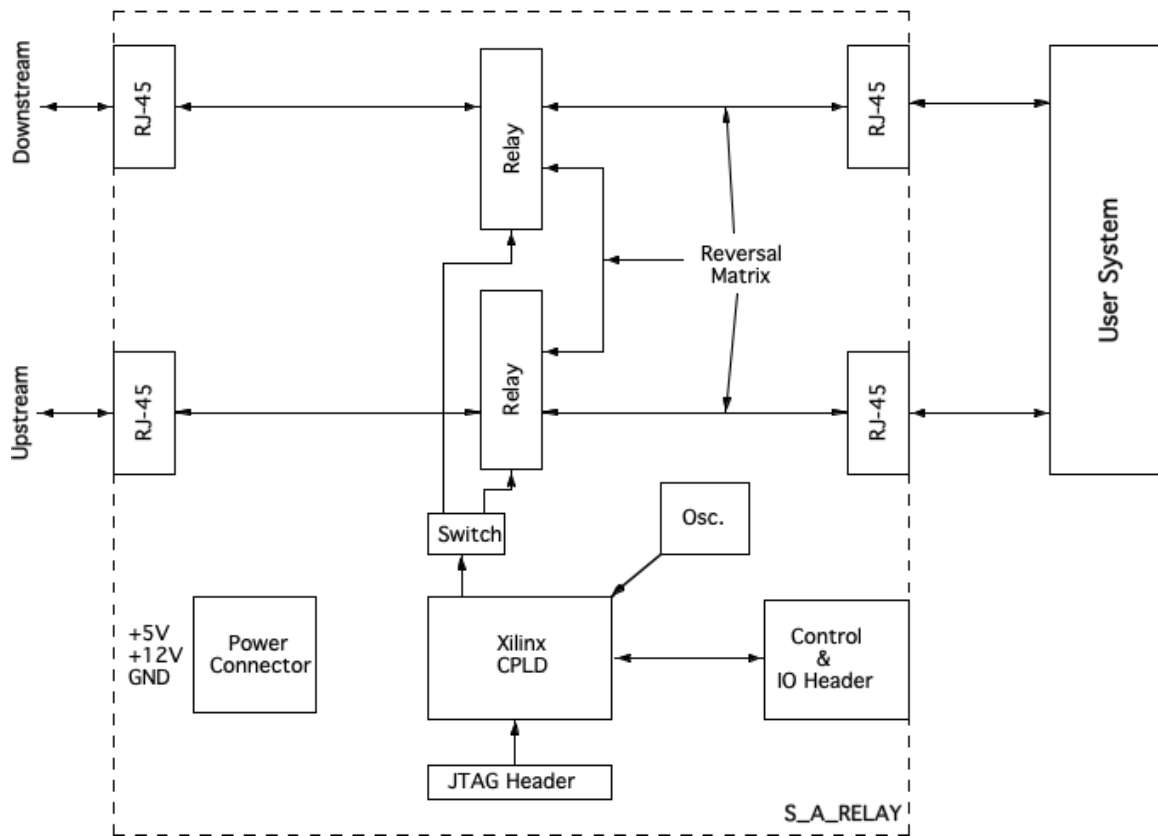 Downstream
RJ-45
Relay
RJ-45
User System
Reversal
Matrix
Upstream
RJ-45
Relay
RJ-45
Switch
Osc.
+5V
+12V
GND
Power
Connector
Xilinx
CPLD
Control
&
IO Header
JTAG Header
S_A_RELAY